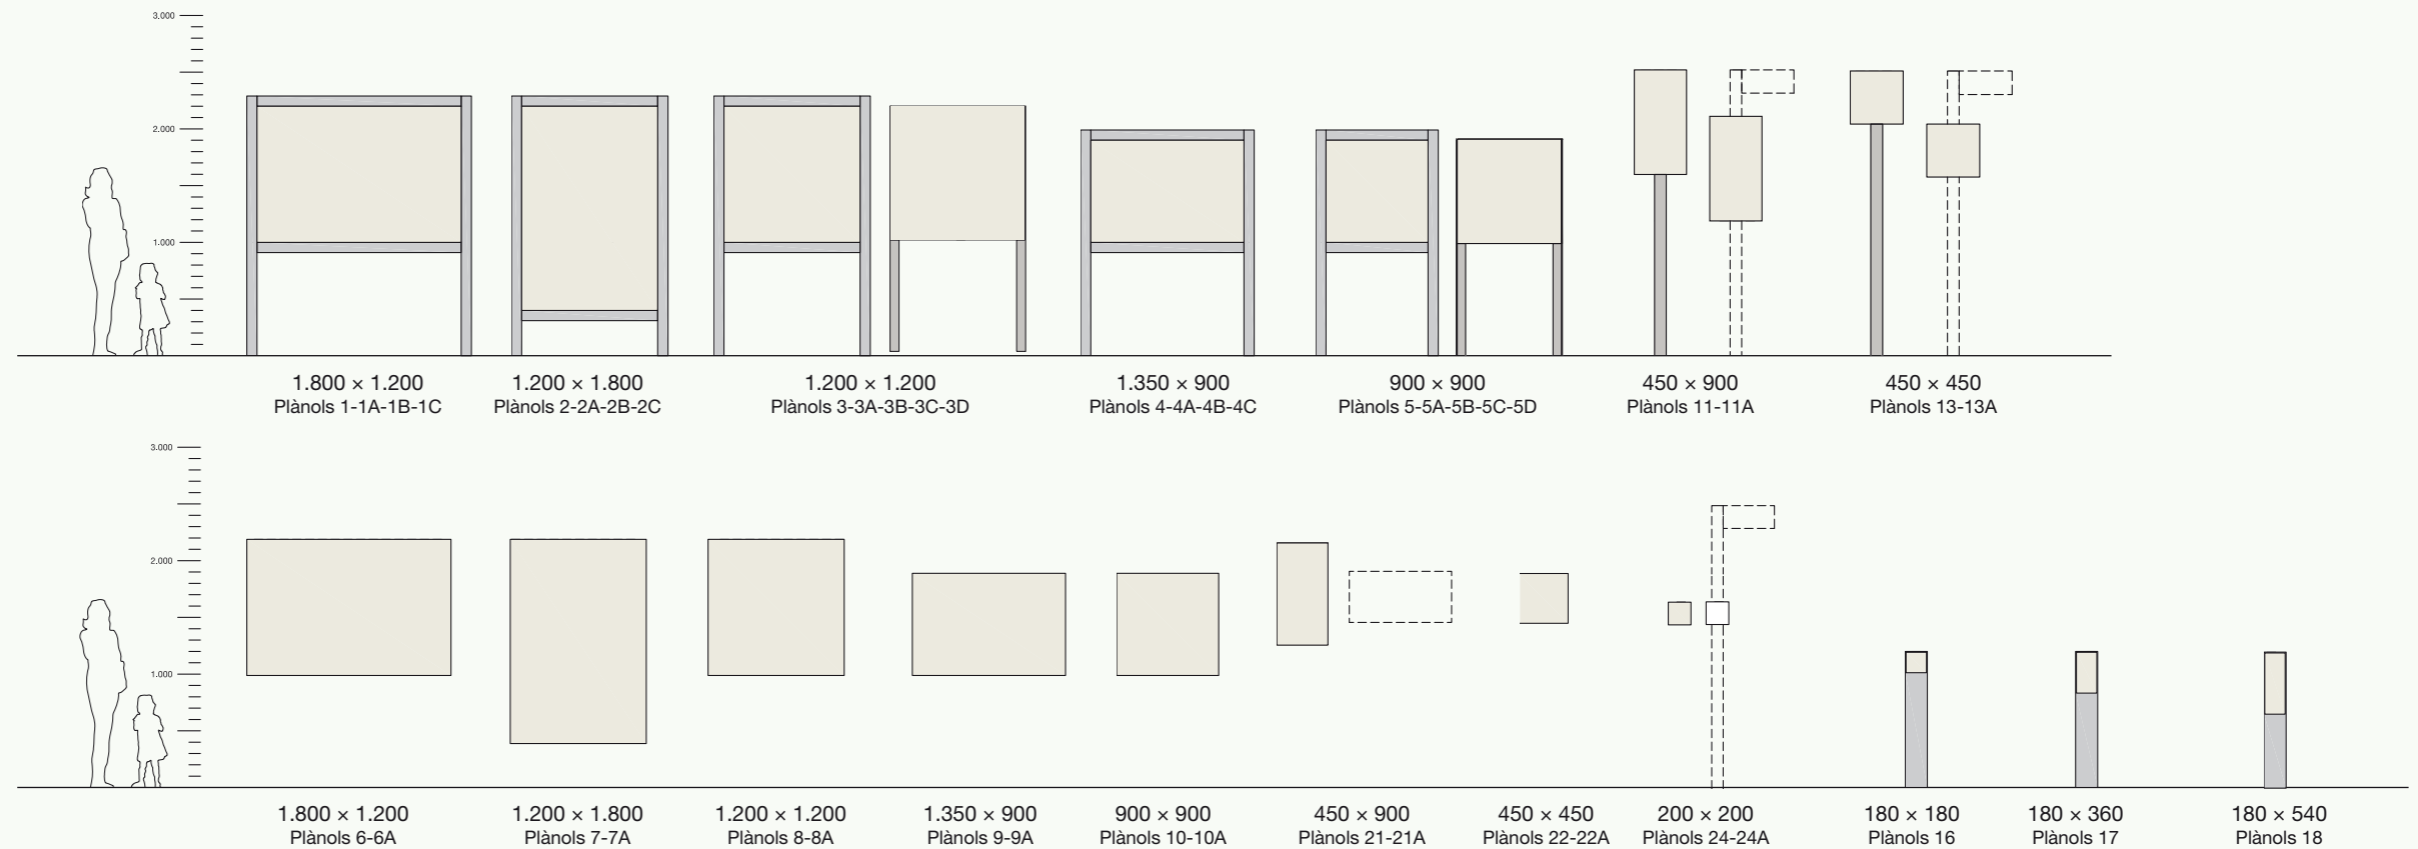 3.000
2.000
1.000
1.800 × 1.200
Plànols 1-1A-1B-1C
1.200 × 1.800
Plànols 2-2A-2B-2C
1.200 × 1.200
Plànols 3-3A-3B-3C-3D
1.350 × 900
Plànols 4-4A-4B-4C
900 × 900
Plànols 5-5A-5B-5C-5D
450 × 900
Plànols 11-11A
450 × 450
Plànols 13-13A
3.000
2.000
1.000
1.800 × 1.200
Plànols 6-6A
1.200 × 1.800
Plànols 7-7A
1.200 × 1.200
Plànols 8-8A
1.350 × 900
Plànols 9-9A
900 × 900
Plànols 10-10A
450 × 900
Plànols 21-21A
450 × 450
Plànols 22-22A
200 × 200
Plànols 24-24A
180 × 180
Plànols 16
180 × 360
Plànols 17
180 × 540
Plànols 18